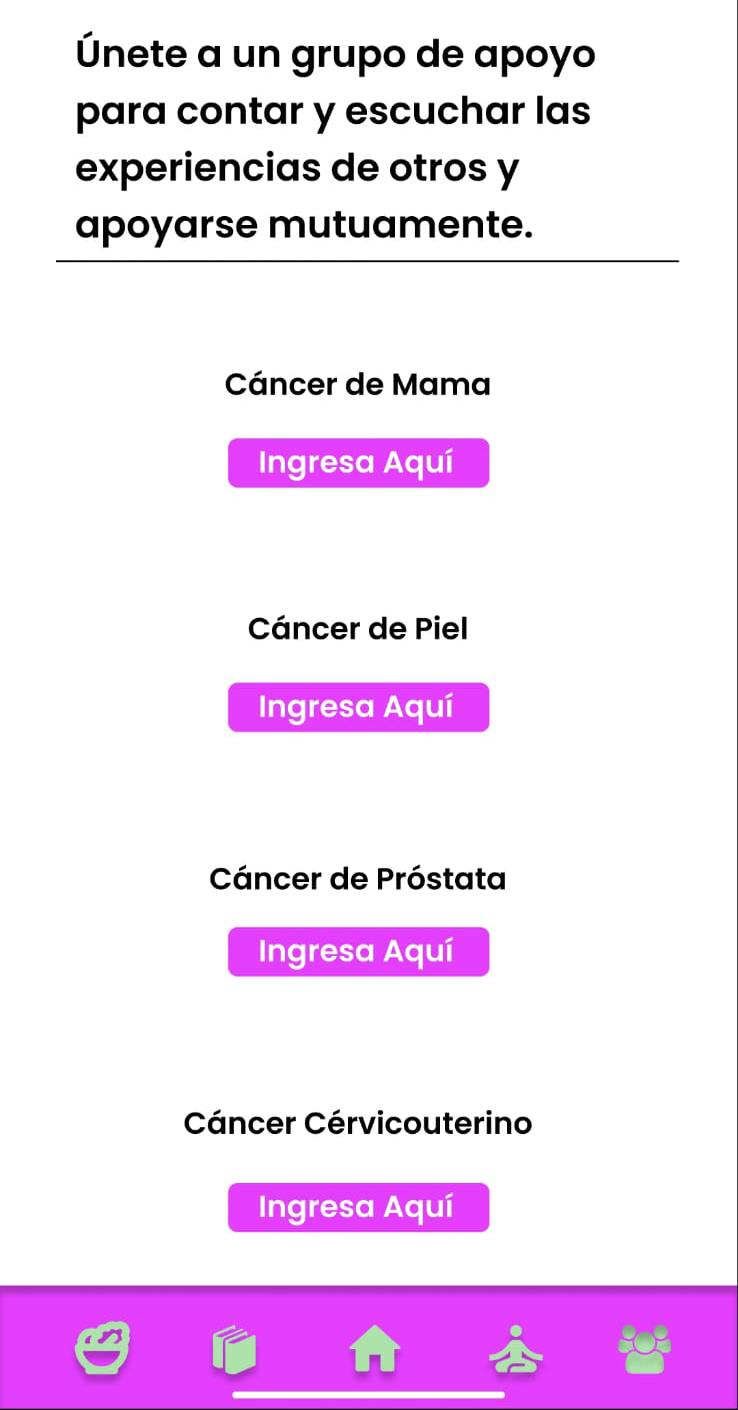 Únete a un grupo de apoyo
para contar y escuchar las
experiencias de otros y
apoyarse mutuamente.
Cáncer de Mama
Ingresa Aquí
Cáncer de Piel
Ingresa Aquí
Cáncer de Próstata
Ingresa Aquí
Cáncer Cérvicouterino
Ingresa Aquí